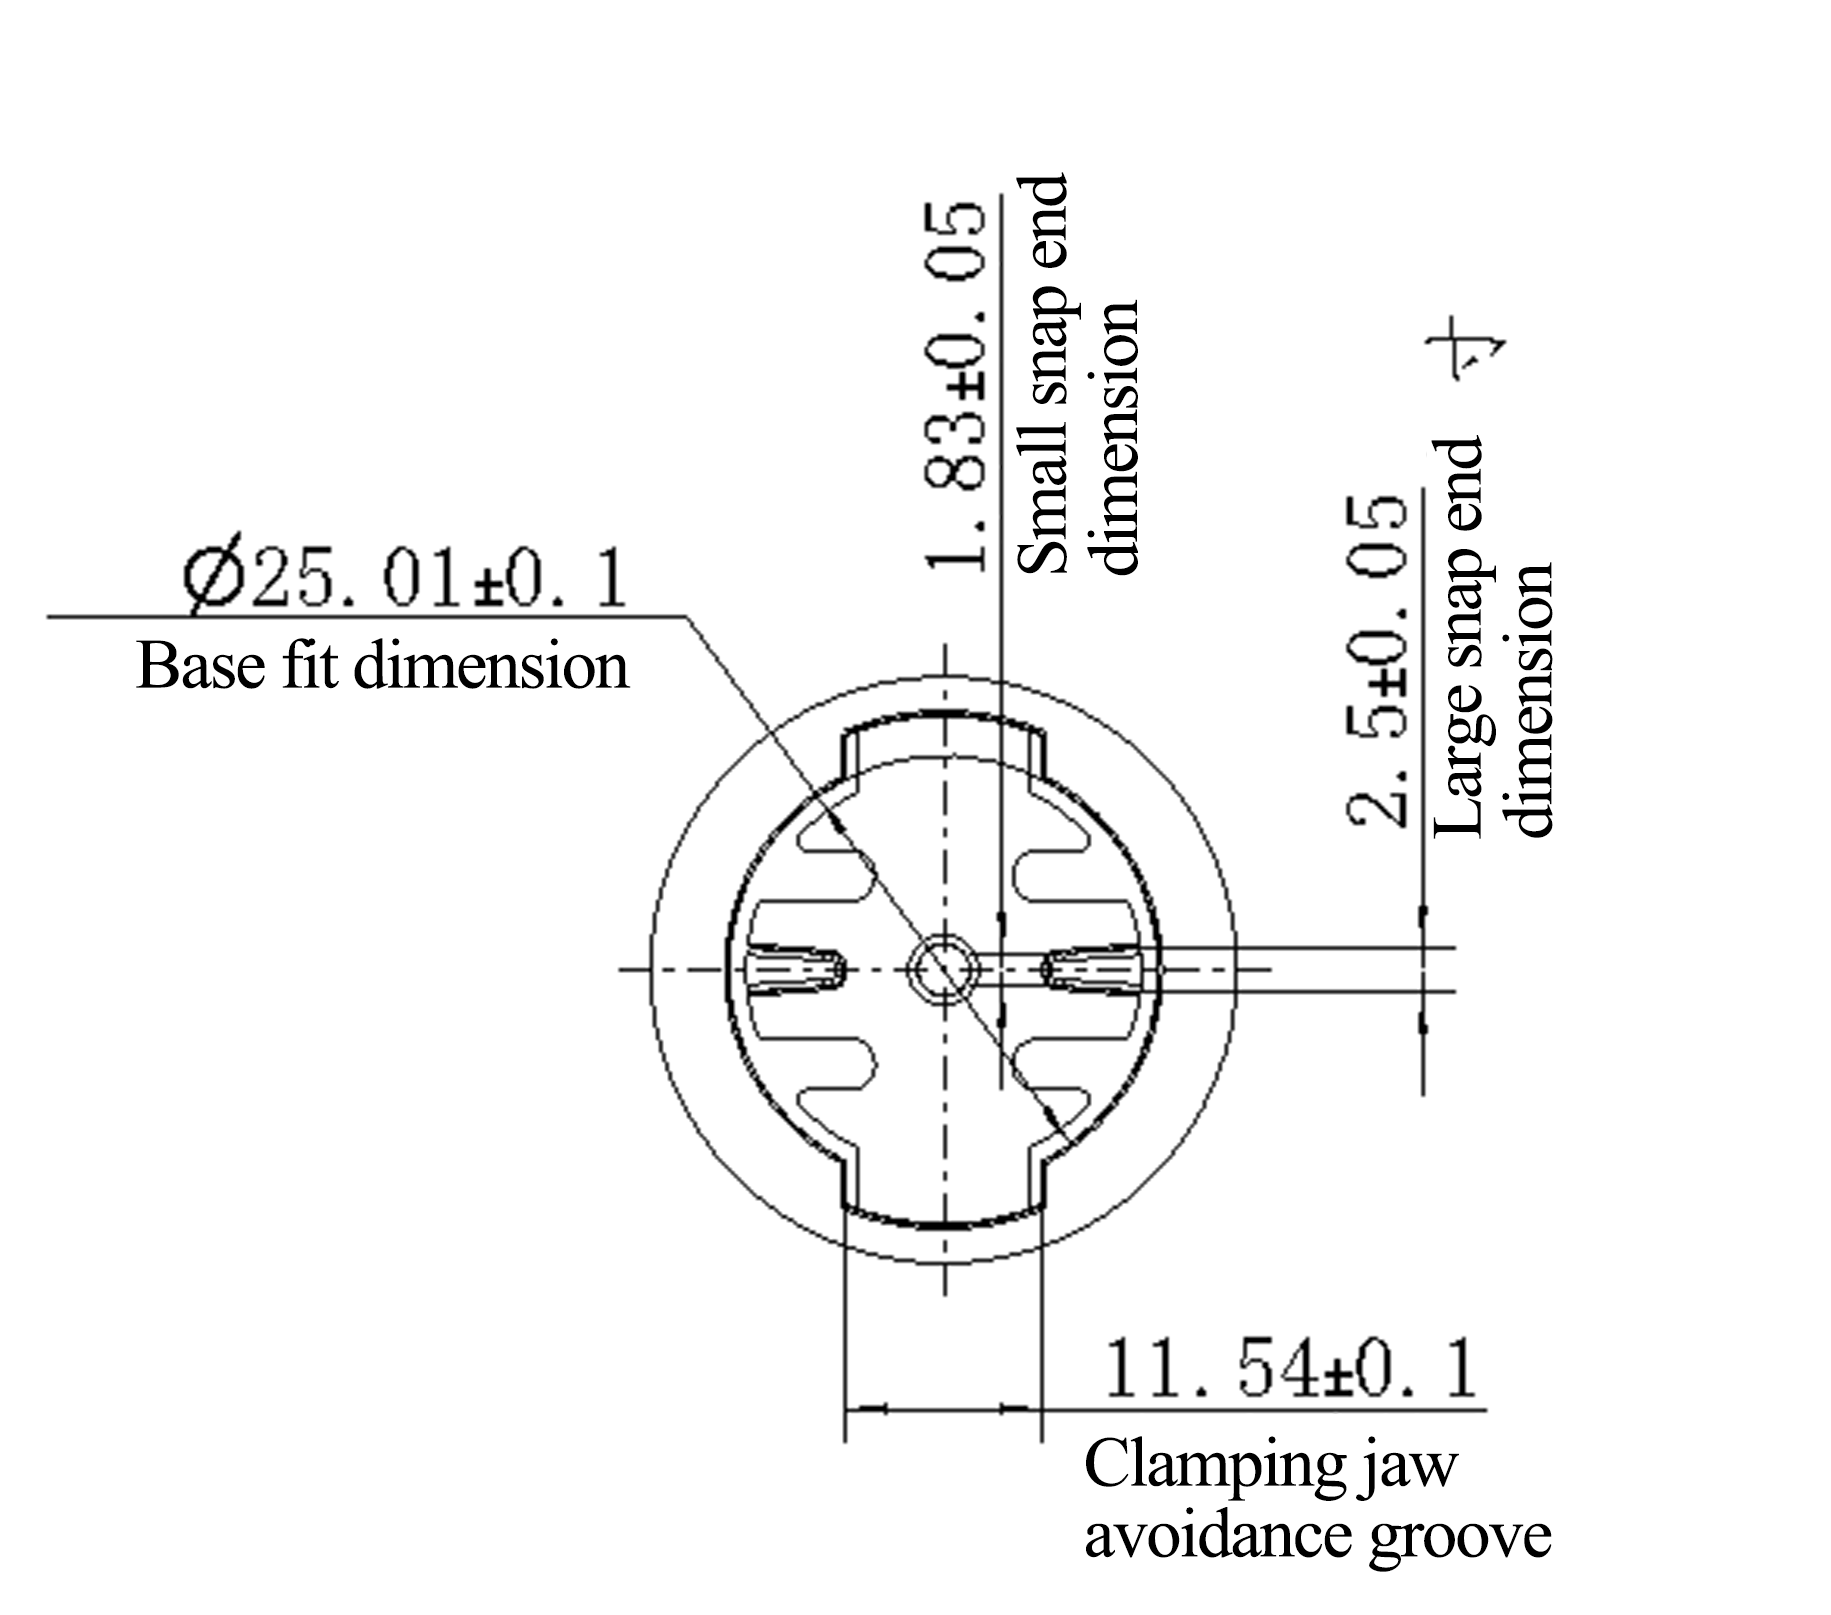 1.83±0.05
Small snap end
dimension
2.5±0.05
Large snap end
dimension
Ø25.01±0.1
Base fit dimension
11.54±0.1
Clamping jaw
avoidance groove